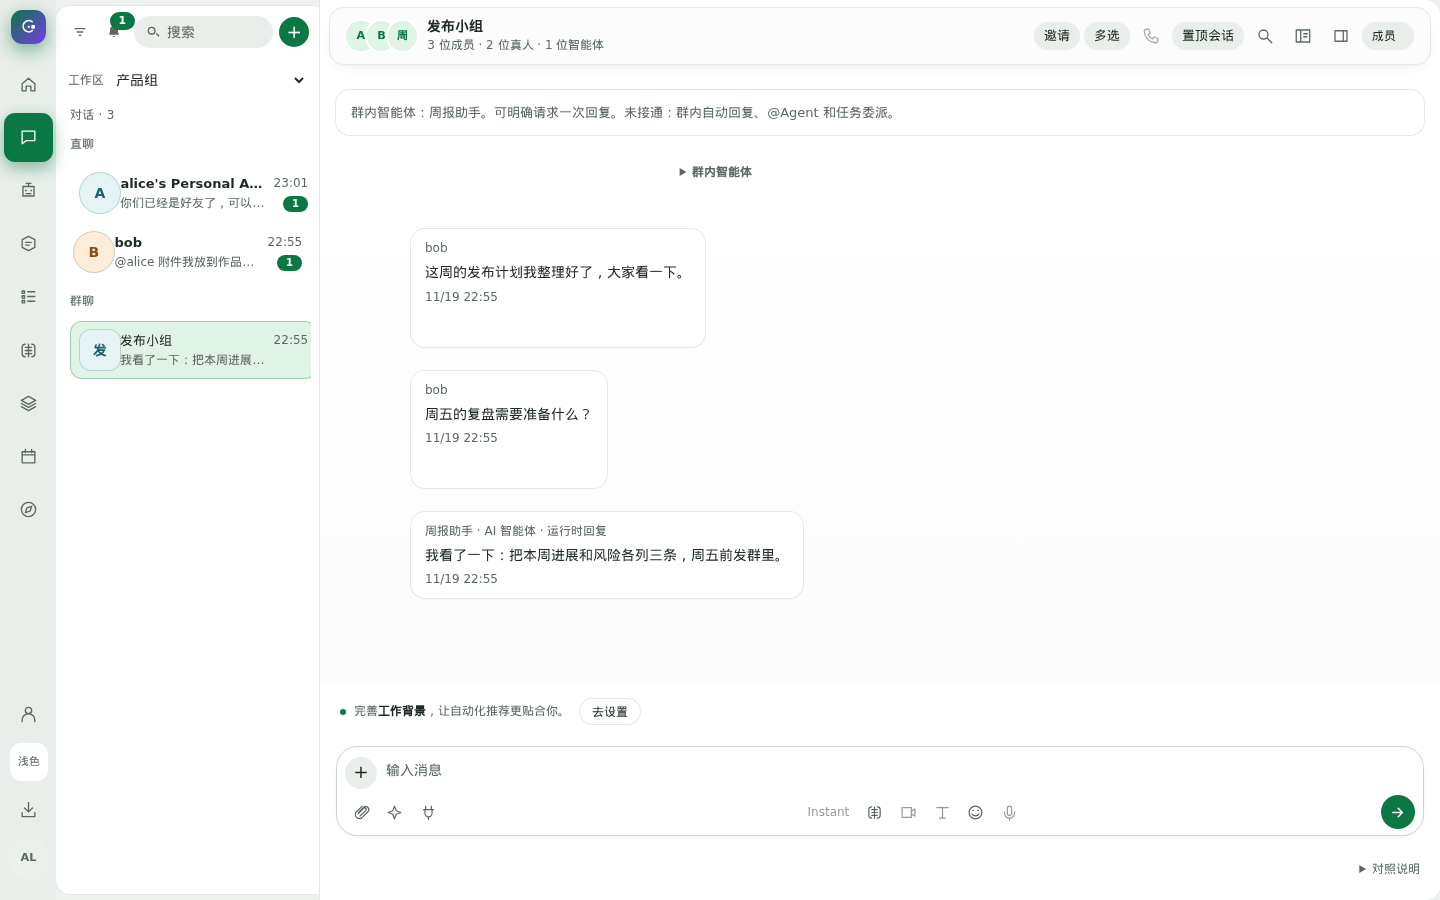 1
搜索
工作区 产品组
对话 · 3
直聊
A
alice's Personal A... 23:01
你们已经是好友了，可以... 1
B
bob 22:55
@alice 附件我放到作品... 1
群聊
发
发布小组 22:55
我看了一下：把本周进展...
浅色
AL
A B 周
发布小组
3 位成员 · 2 位真人 · 1 位智能体
邀请 多选 置顶会话 成员
群内智能体：周报助手。可明确请求一次回复。未接通：群内自动回复、@Agent 和任务委派。
群内智能体
bob
这周的发布计划我整理好了，大家看一下。
11/19 22:55
bob
周五的复盘需要准备什么？
11/19 22:55
周报助手 · AI 智能体 · 运行时回复
我看了一下：把本周进展和风险各列三条，周五前发群里。
11/19 22:55
完善工作背景，让自动化推荐更贴合你。 去设置
输入消息
Instant
对照说明